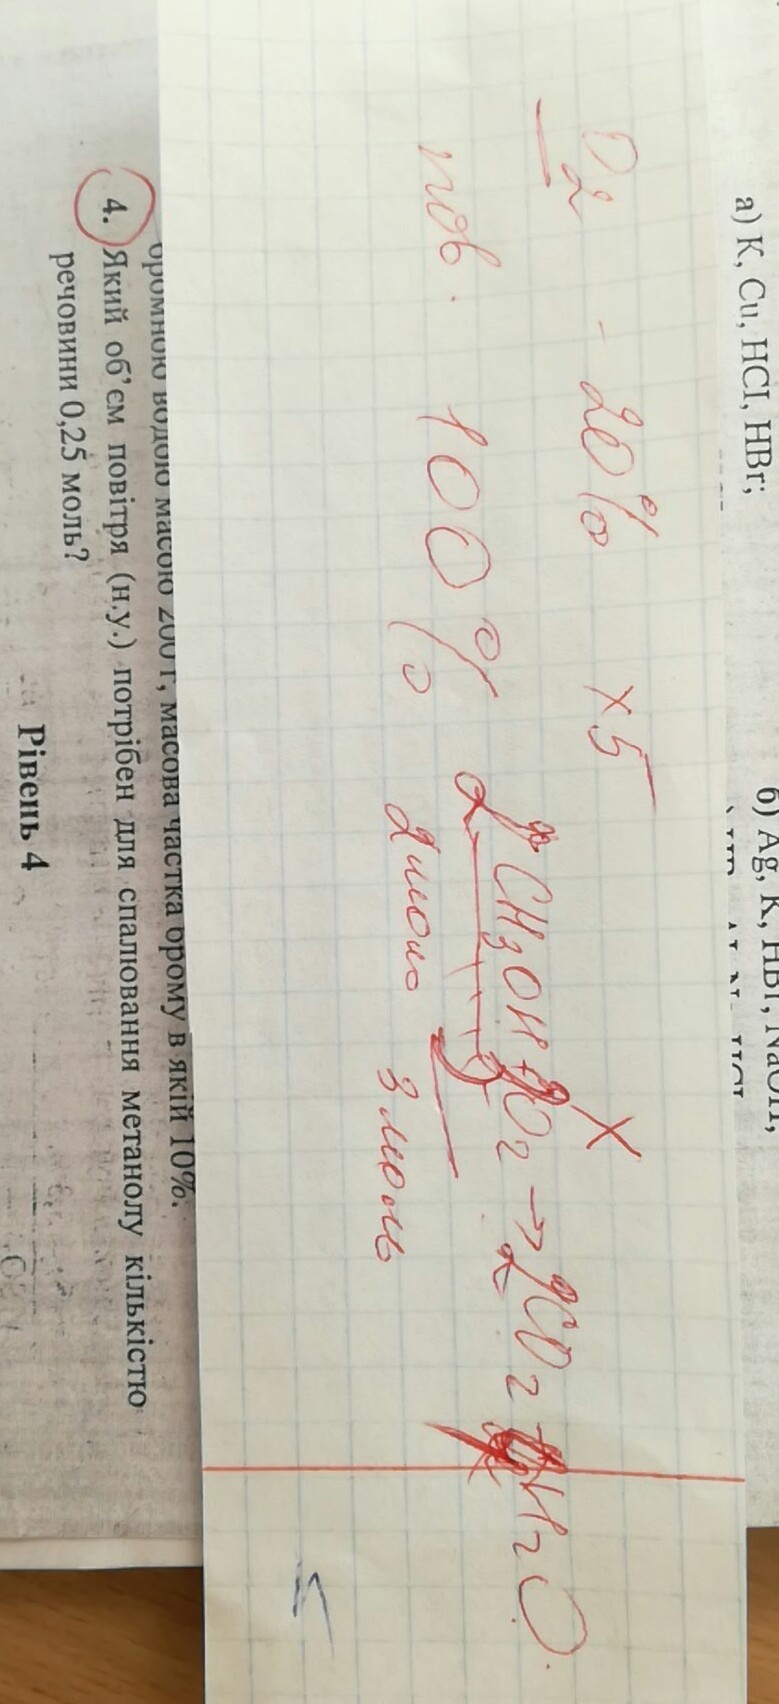 а) K, Cu, HCl, HBr;
б) Ag, K, HBr, NaOH,
O2 - 20% х 5
пов. 100%
2CH3OH + 3O2 → 2CO2 + H2O.
х
2 моль 3 моль
бромною водою масою 200 г, масова частка брому в якій 10%.
4. Який об’єм повітря (н.у.) потрібен для спалювання метанолу кількістю
речовини 0,25 моль?
Рівень 4